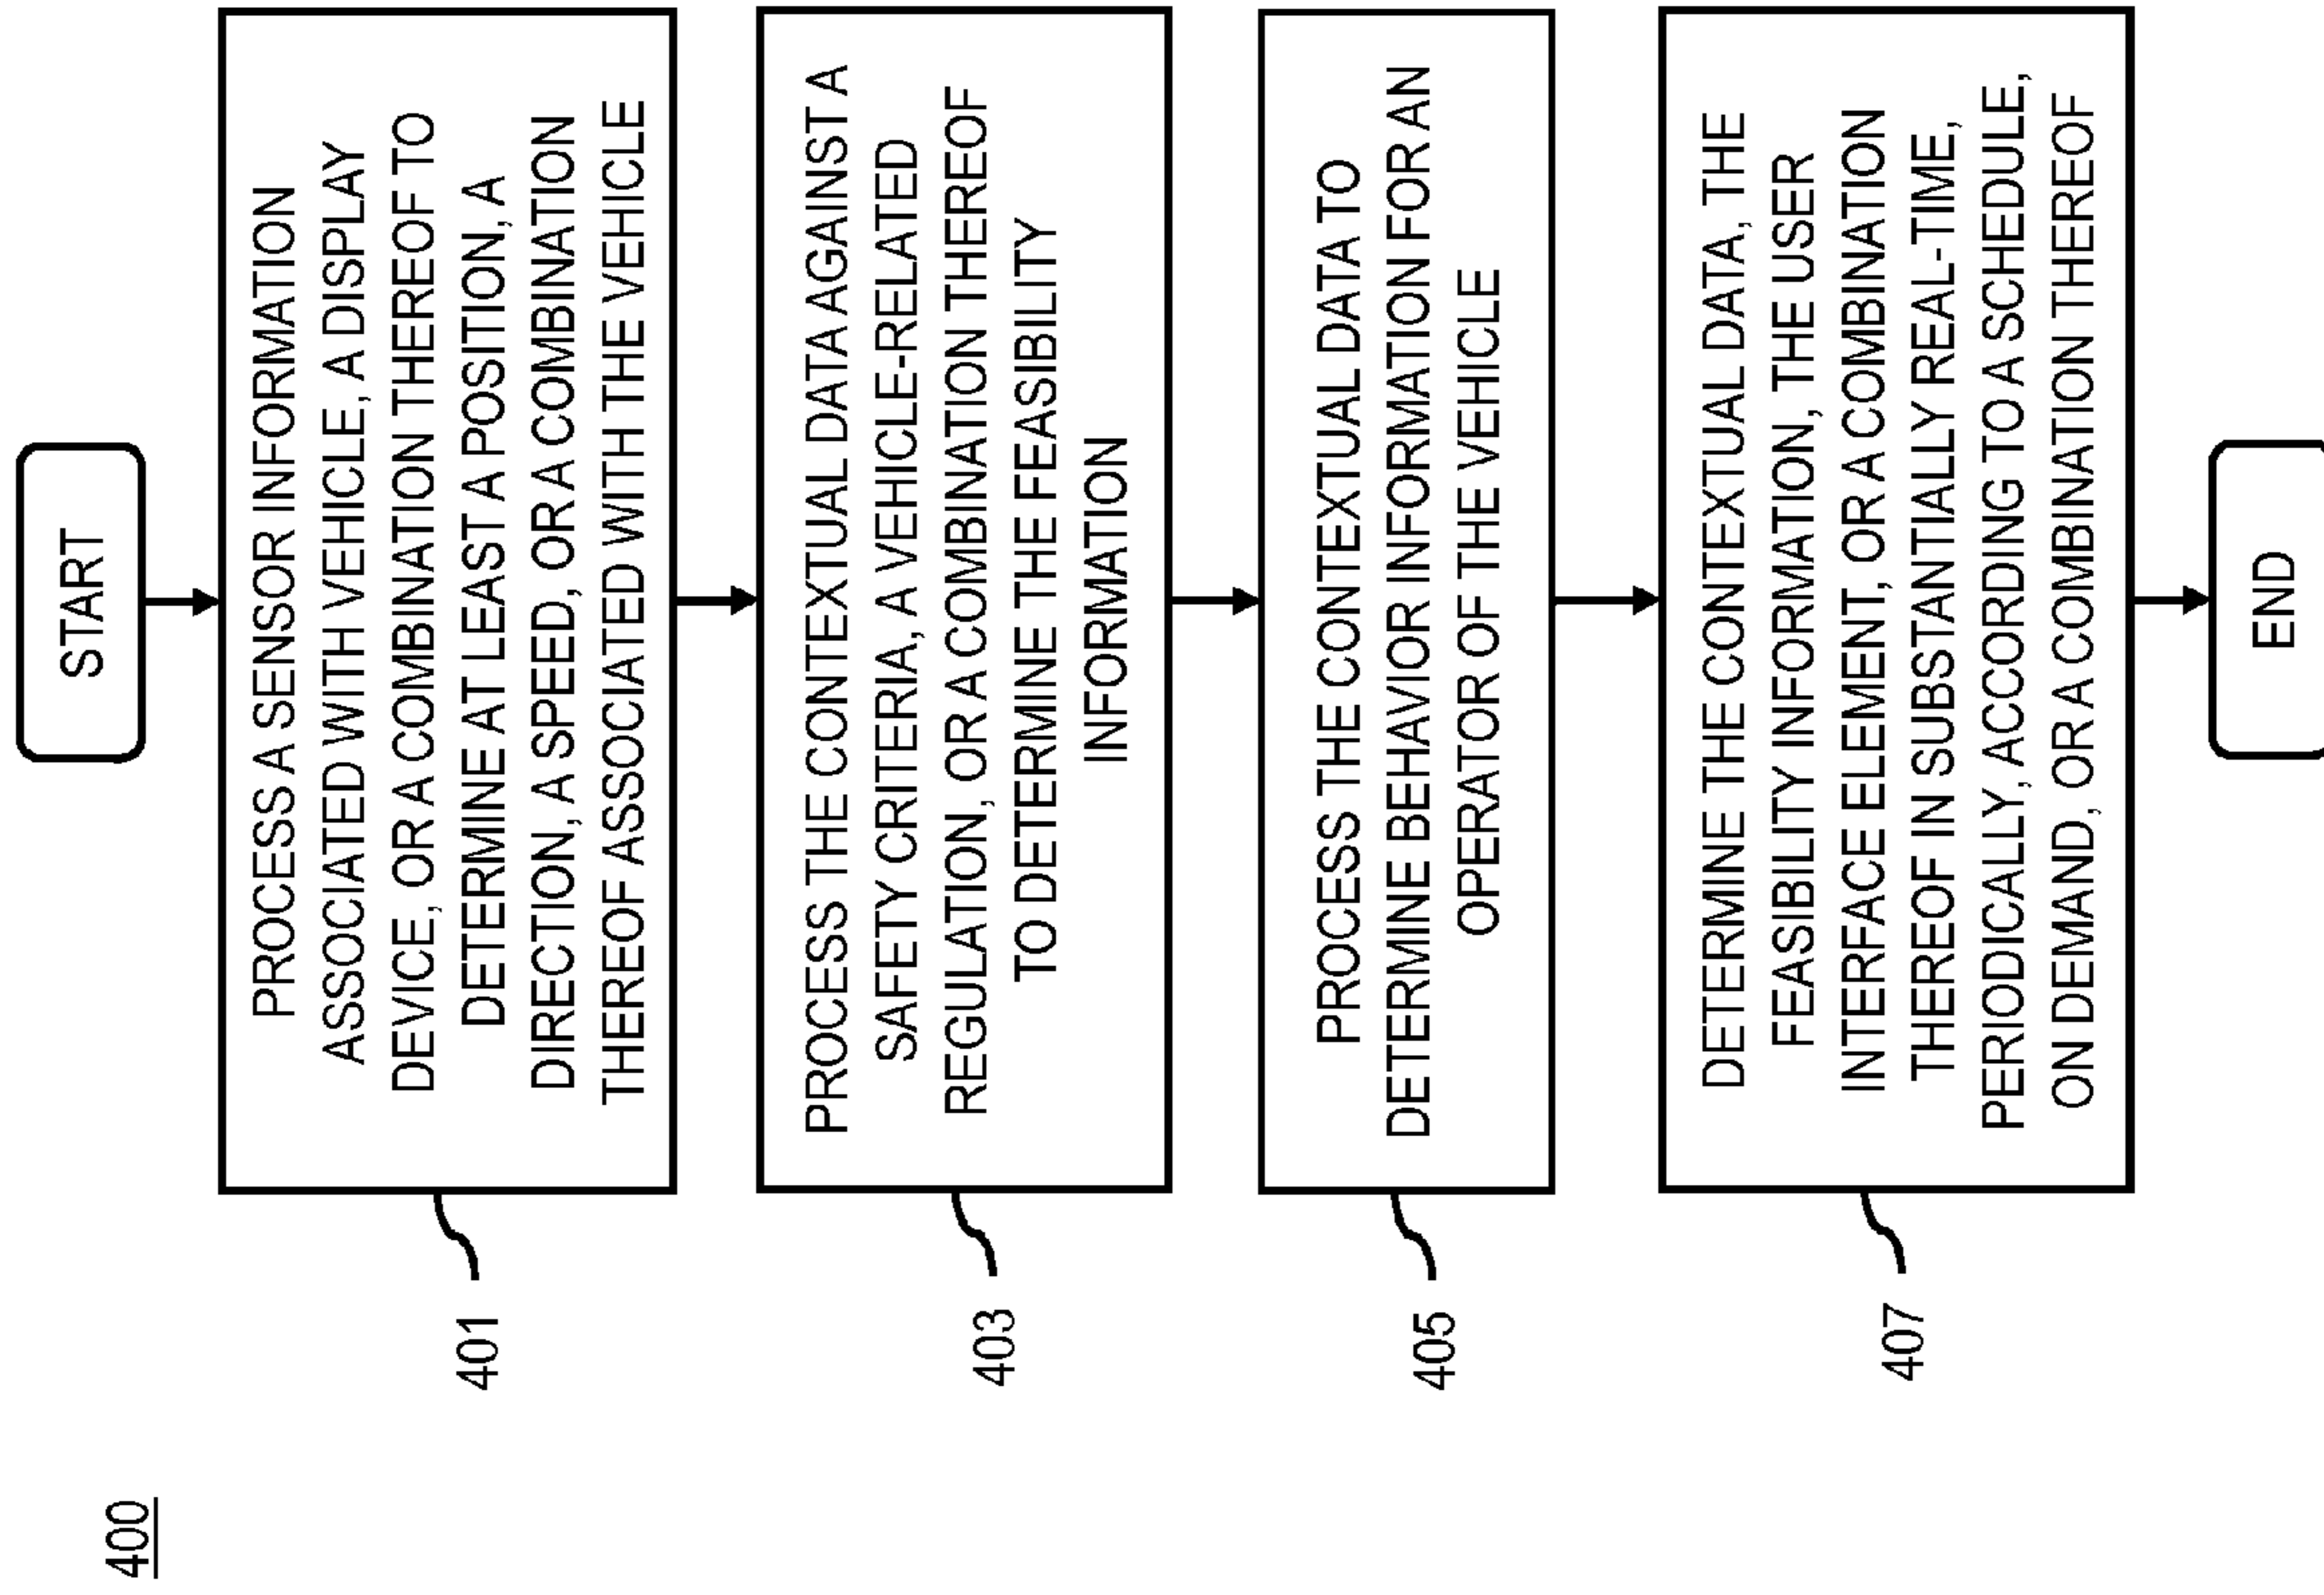 400
START
PROCESS A SENSOR INFORMATION
ASSOCIATED WITH VEHICLE, A DISPLAY
DEVICE, OR A COMBINATION THEREOF TO
DETERMINE AT LEAST A POSITION, A
DIRECTION, A SPEED, OR A COMBINATION
THEREOF ASSOCIATED WITH THE VEHICLE
401
PROCESS THE CONTEXTUAL DATA AGAINST A
SAFETY CRITERIA, A VEHICLE-RELATED
REGULATION, OR A COMBINATION THEREOF
TO DETERMINE THE FEASIBILITY
INFORMATION
403
PROCESS THE CONTEXTUAL DATA TO
DETERMINE BEHAVIOR INFORMATION FOR AN
OPERATOR OF THE VEHICLE
405
DETERMINE THE CONTEXTUAL DATA, THE
FEASIBILITY INFORMATION, THE USER
INTERFACE ELEMENT, OR A COMBINATION
THEREOF IN SUBSTANTIALLY REAL-TIME,
PERIODICALLY, ACCORDING TO A SCHEDULE,
ON DEMAND, OR A COMBINATION THEREOF
407
END